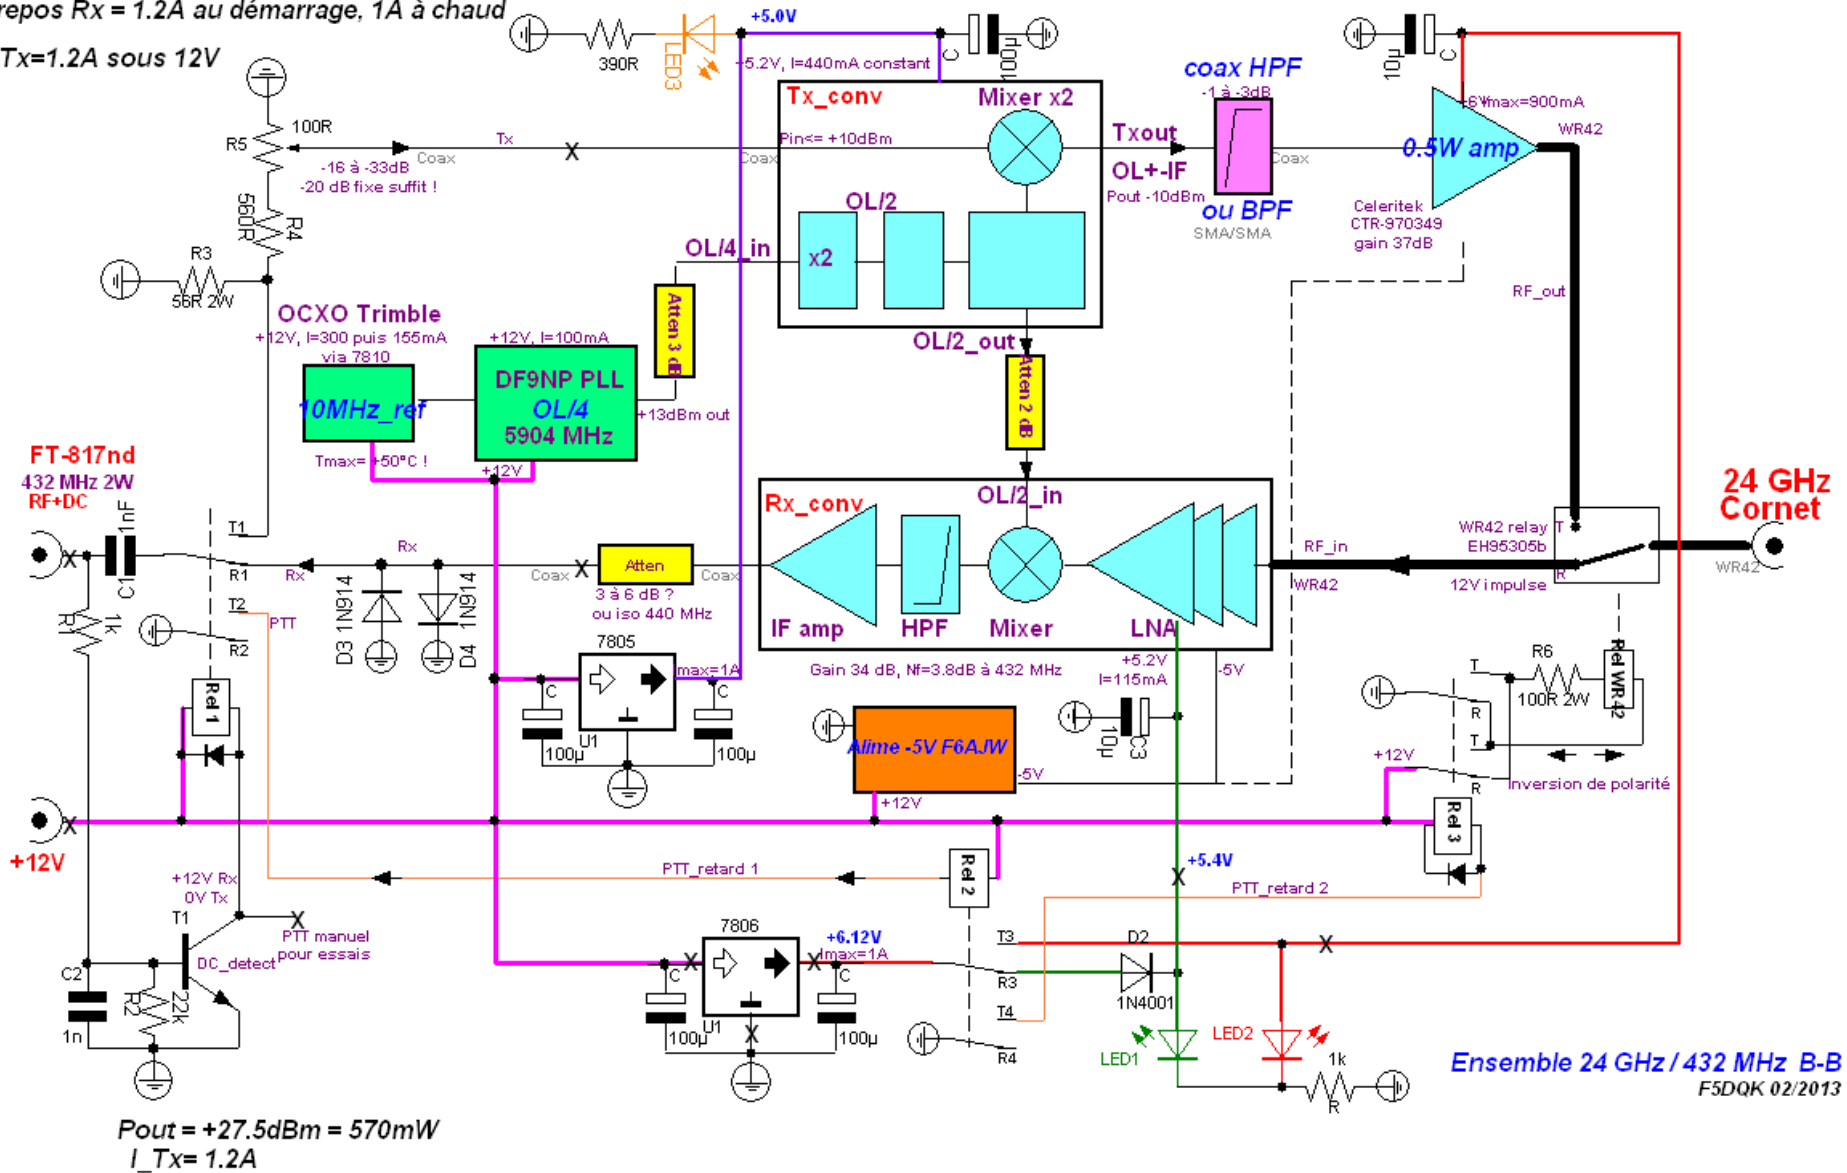 repos Rx = 1.2A au démarrage, 1A à chaud
Tx=1.2A sous 12V
390R
LED3
+5.0V
5.2V, I=440mA constant
C
100µ
Tx_conv
Mixer x2
Pin<= +10dBm
coax HPF
-1 à -3dB
10µ
C
+6V
Imax=900mA
WR42
0.5W amp
R5
100R
-16 à -33dB
-20 dB fixe suffit !
Coax
Tx
Coax
Txout
OL+-IF
Pout -10dBm
Coax
ou BPF
SMA/SMA
Celeritek
CTR-970349
gain 37dB
560R
R4
OL/2
OL/4_in
x2
R3
56R 2W
RF_out
OCXO Trimble
+12V, I=300 puis 155mA
via 7810
+12V, I=100mA
Atten 3 dB
OL/2_out
10MHz_ref
DF9NP PLL
OL/4
5904 MHz
+13dBm out
Atten 2 dB
Tmax= +50°C !
+12V
FT-817nd
432 MHz 2W
RF+DC
1nF
C1
T1
R1
Rx
Rx
Coax
Atten
Coax
3 à 6 dB ?
ou iso 440 MHz
Rx_conv
OL/2_in
IF amp
HPF
Mixer
LNA
RF_in
WR42
WR42 relay
EH95305b
12V impulse
T
R
24 GHz
Cornet
WR42
R1
1k
T2
R2
PTT
D3 1N914
D4 1N914
7805
Imax=1A
Gain 34 dB, Nf=3.8dB à 432 MHz
+5.2V
I=115mA
-5V
Rel 1
C
C
U1
100µ
100µ
Alime -5V F6AJW
-5V
+12V
10µ
C3
T
R
T
R
R6
100R 2W
Rel WR42
+12V
Inversion de polarité
Rel 3
+12V
PTT_retard 1
Rel 2
+5.4V
PTT_retard 2
+12V Rx
0V Tx
T1
PTT manuel
pour essais
DC_detect
C2
1n
R2
22k
7806
+6.12V
Imax=1A
C
C
U1
100µ
100µ
T3
R3
T4
R4
D2
1N4001
LED1
LED2
1k
R
Ensemble 24 GHz / 432 MHz B-B
F5DQK 02/2013
Pout = +27.5dBm = 570mW
I_Tx= 1.2A